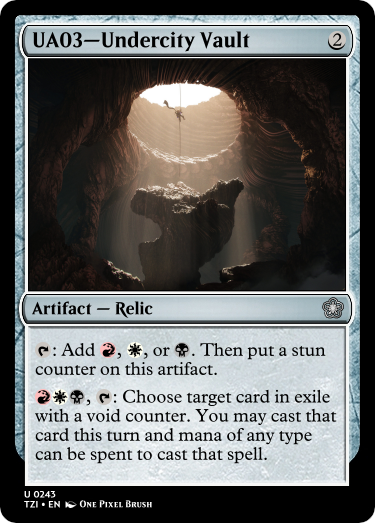 UA03—Undercity Vault 2
Artifact — Relic
: Add , , or . Then put a stun
counter on this artifact.
, : Choose target card in exile
with a void counter. You may cast that
card this turn and mana of any type
can be spent to cast that spell.
U 0243
TZI • EN One Pixel Brush